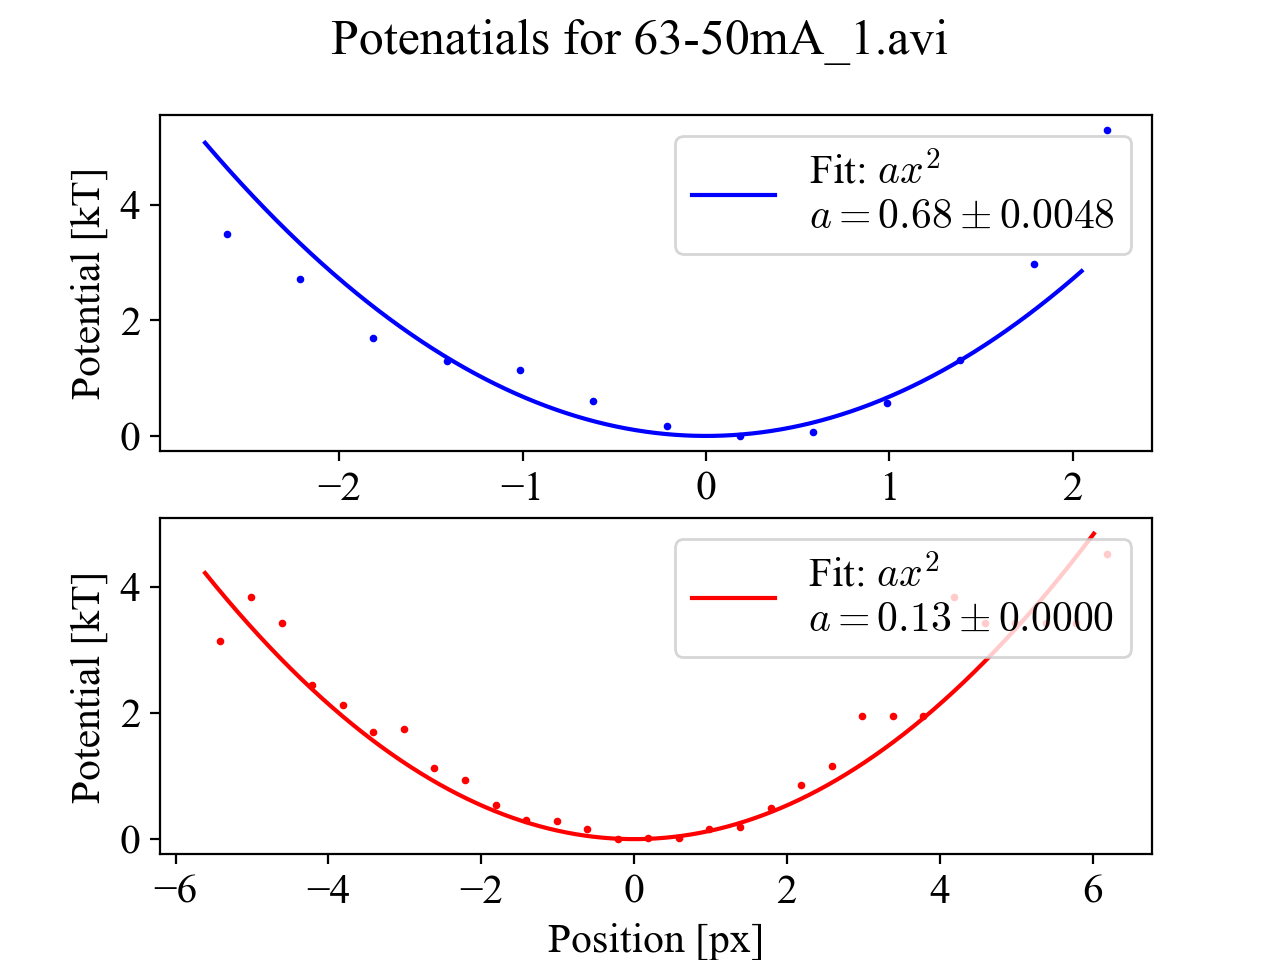 Potenatials for 63-50mA_1.avi
Potential [kT]
4
2
0
Fit: ax²
a = 0.68 ± 0.0048
−2 −1 0 1 2
Potential [kT]
4
2
0
Fit: ax²
a = 0.13 ± 0.0000
−6 −4 −2 0 2 4 6
Position [px]